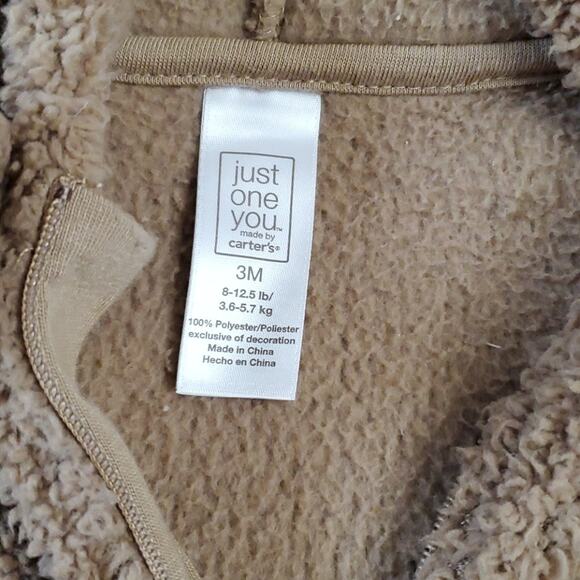 just
one
you™
made by
carter's®
3M
8-12.5 lb/
3.6-5.7 kg
100% Polyester/Poliester
exclusive of decoration
Made in China
Hecho en China